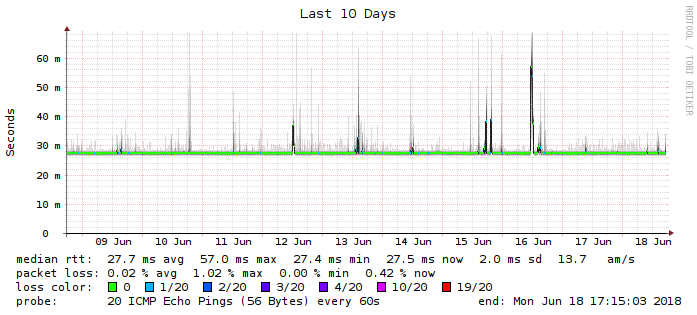 Last 10 Days
RRDTOOL / TOBI OETIKER
Seconds
60 m
50 m
40 m
30 m
20 m
10 m
0
09 Jun 10 Jun 11 Jun 12 Jun 13 Jun 14 Jun 15 Jun 16 Jun 17 Jun 18 Jun
median rtt: 27.7 ms avg 57.0 ms max 27.4 ms min 27.5 ms now 2.0 ms sd 13.7 am/s
packet loss: 0.02 % avg 1.02 % max 0.00 % min 0.42 % now
loss color: 0 1/20 2/20 3/20 4/20 10/20 19/20
probe: 20 ICMP Echo Pings (56 Bytes) every 60s end: Mon Jun 18 17:15:03 2018